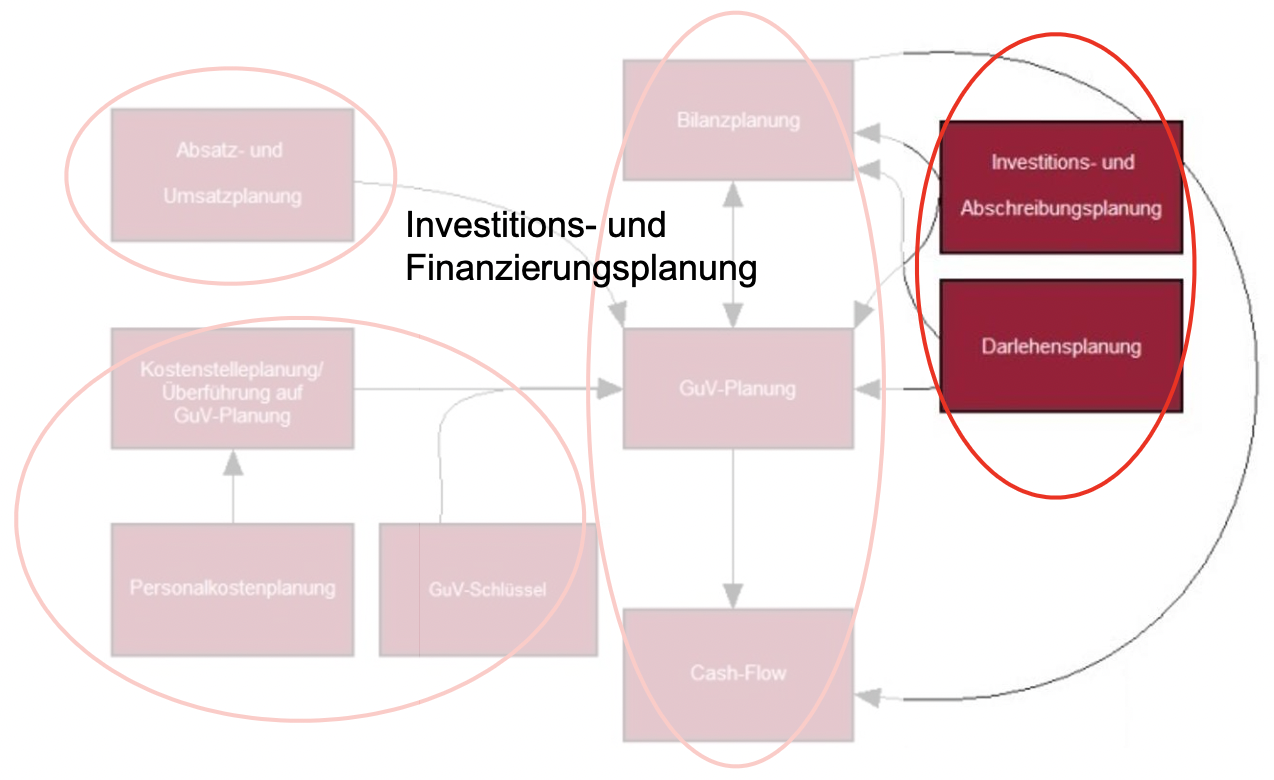 Bilanzplanung
Absatz- und
Umsatzplanung
Investitions- und
Abschreibungsplanung
Investitions- und
Finanzierungsplanung
Darlehensplanung
Kostenstelleplanung/
Überführung auf
GuV-Planung
GuV-Planung
Personalkostenplanung
GuV-Schlüssel
Cash-Flow